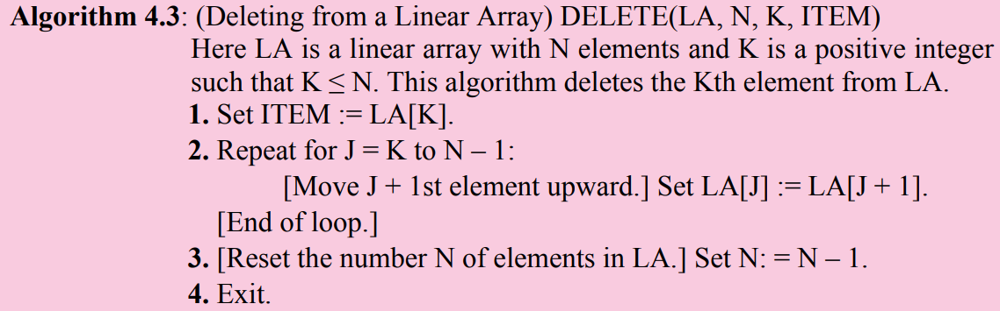 Algorithm 4.3: (Deleting from a Linear Array) DELETE(LA, N, K, ITEM)
Here LA is a linear array with N elements and K is a positive integer
such that K ≤ N. This algorithm deletes the Kth element from LA.
1. Set ITEM := LA[K].
2. Repeat for J = K to N – 1:
[Move J + 1st element upward.] Set LA[J] := LA[J + 1].
[End of loop.]
3. [Reset the number N of elements in LA.] Set N: = N – 1.
4. Exit.